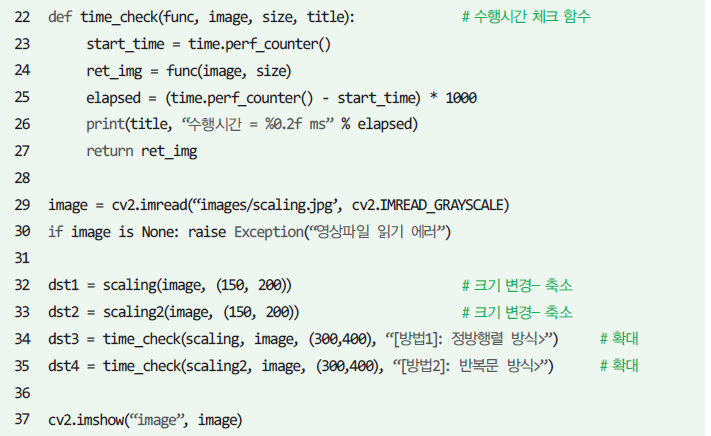 22 def time_check(func, image, size, title): # 수행시간 체크 함수
23 start_time = time.perf_counter()
24 ret_img = func(image, size)
25 elapsed = (time.perf_counter() - start_time) * 1000
26 print(title, “수행시간 = %0.2f ms” % elapsed)
27 return ret_img
28
29 image = cv2.imread(“images/scaling.jpg’, cv2.IMREAD_GRAYSCALE)
30 if image is None: raise Exception(“영상파일 읽기 에러”)
31
32 dst1 = scaling(image, (150, 200)) # 크기 변경– 축소
33 dst2 = scaling2(image, (150, 200)) # 크기 변경– 축소
34 dst3 = time_check(scaling, image, (300,400), “[방법1]: 정방행렬 방식>”) # 확대
35 dst4 = time_check(scaling2, image, (300,400), “[방법2]: 반복문 방식>”) # 확대
36
37 cv2.imshow(“image”, image)